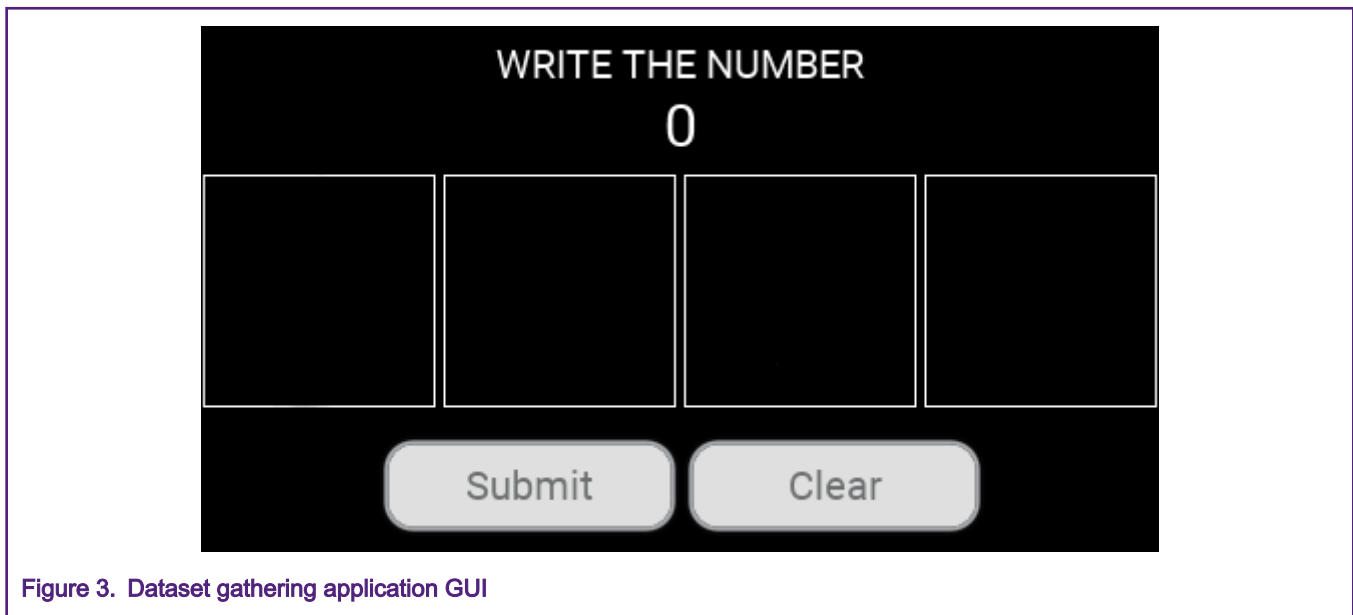 WRITE THE NUMBER
0
Submit Clear
Figure 3. Dataset gathering application GUI